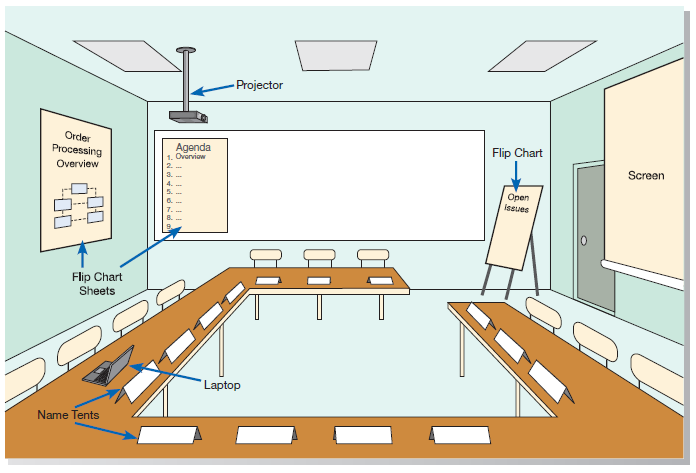 Projector
Order
Processing
Overview
Agenda
1. Overview
2. ...
3. ...
4. ...
5. ...
6. ...
7. ...
8. ...
9.
Flip Chart
Open
Issues
Screen
Flip Chart
Sheets
Laptop
Name Tents